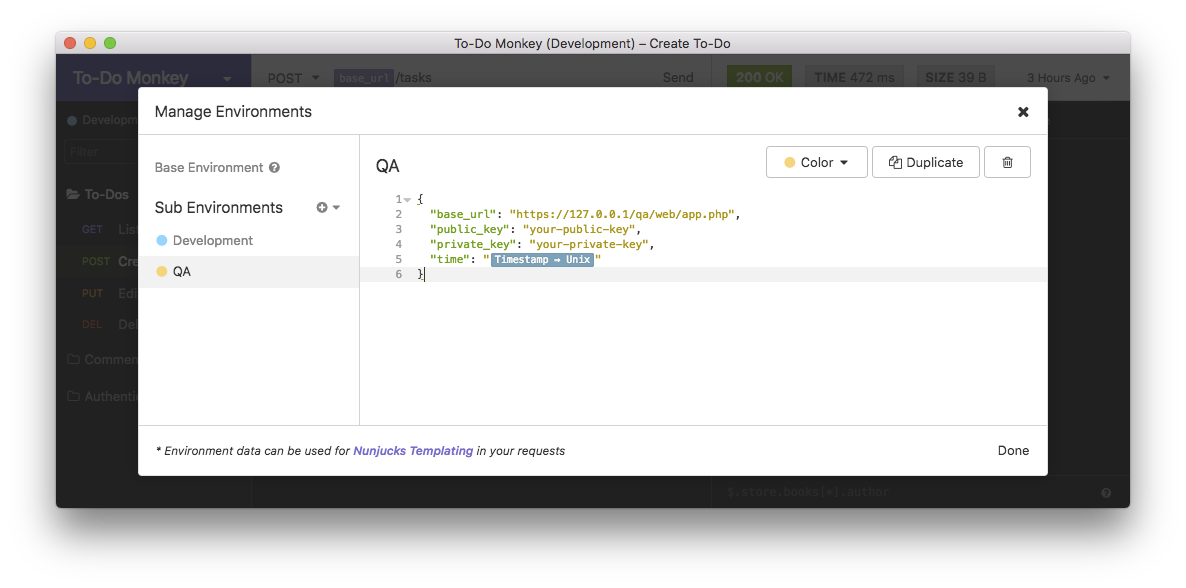 To-Do Monkey (Development) – Create To-Do
To-Do Monkey
POST base_url/tasks Send
200 OK TIME 472 ms SIZE 39 B 3 Hours Ago
Manage Environments
Base Environment
Sub Environments
Development
QA
QA
Color Duplicate
1 {
2 "base_url": "https://127.0.0.1/qa/web/app.php",
3 "public_key": "your-public-key",
4 "private_key": "your-private-key",
5 "time": "Timestamp → Unix"
6 }
* Environment data can be used for Nunjucks Templating in your requests
Done
Developm
Filter
To-Dos
GET Lis
POST Cre
PUT Edi
DEL Del
Commen
Authenti
$.store.books[*].author